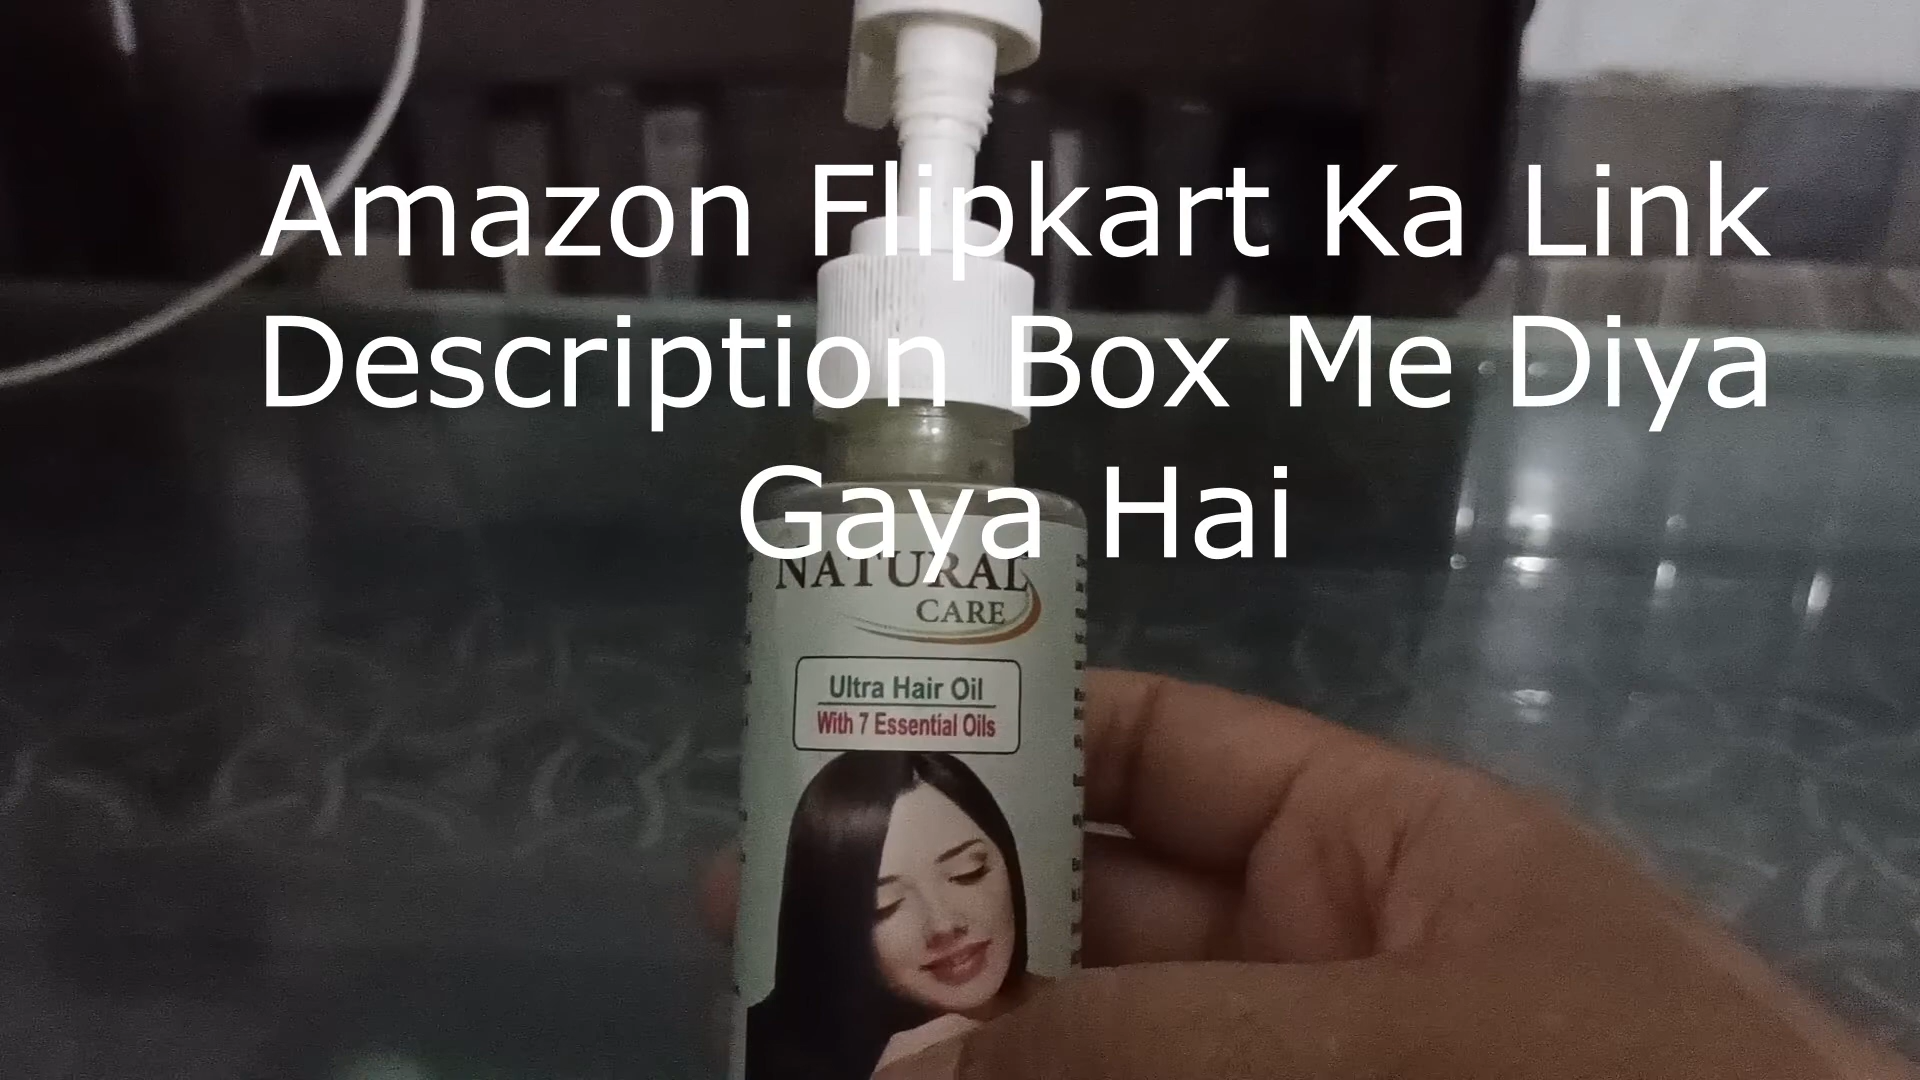 Amazon Flipkart Ka Link
Description Box Me Diya
Gaya Hai
NATURAL
CARE
Ultra Hair Oil
With 7 Essential Oils